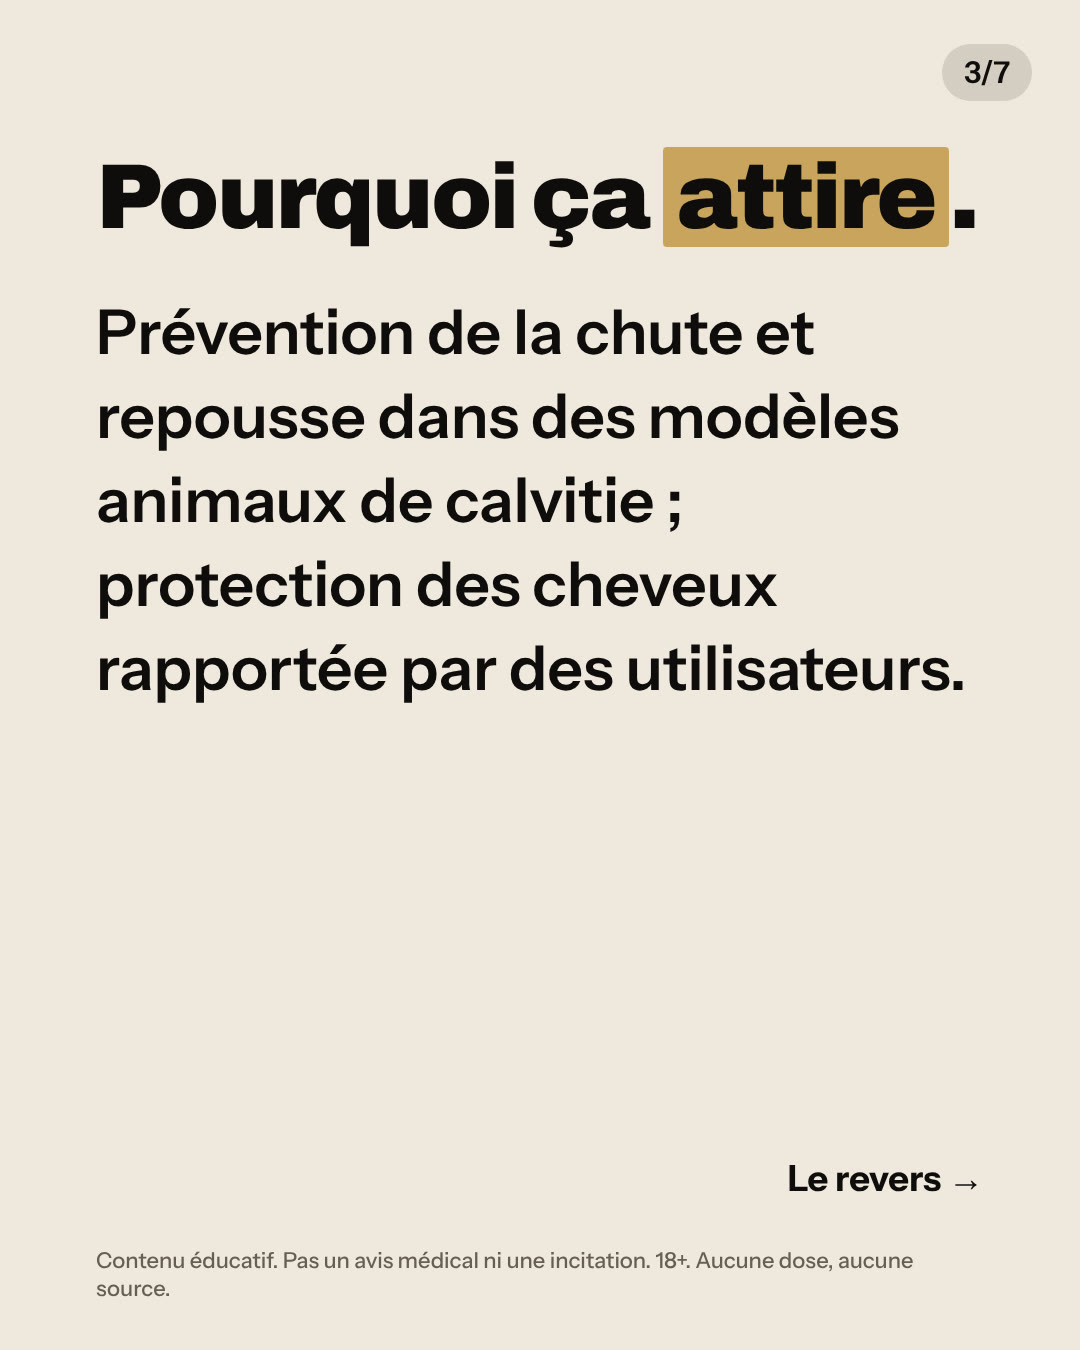 3/7
Pourquoi ça attire.
Prévention de la chute et
repousse dans des modèles
animaux de calvitie ;
protection des cheveux
rapportée par des utilisateurs.
Le revers →
Contenu éducatif. Pas un avis médical ni une incitation. 18+. Aucune dose, aucune
source.